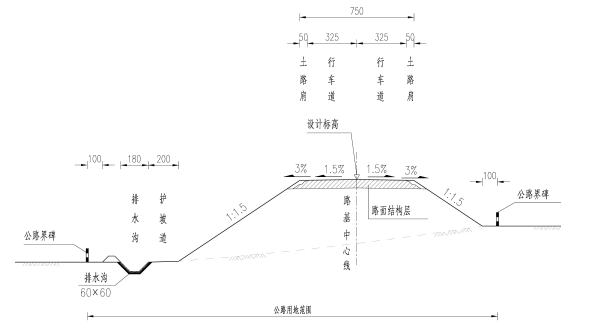 750
50 325 325 50
土路肩 行车道 行车道 土路肩
设计标高
100 180 200
3% 1.5% 1.5% 3%
100
排水沟 护坡道
1:1.5
1:1.5
公路界碑
路面结构层
公路界碑
路基中心线
排水沟
60×60
公路用地范围